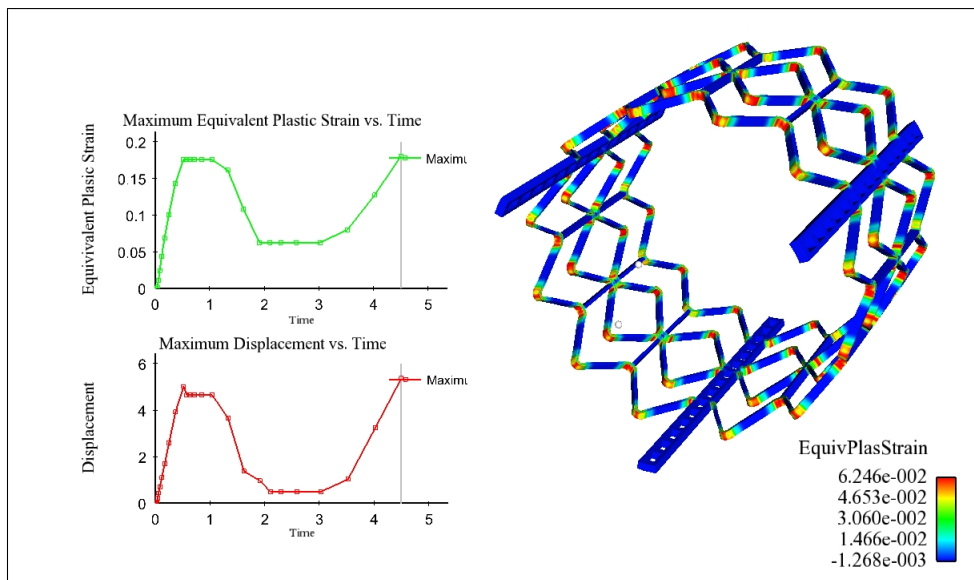 Maximum Equivalent Plastic Strain vs. Time
Equivivalent Plasic Strain
0.2
0.15
0.1
0.05
0
Maximu
0 1 2 3 4 5
Time
Maximum Displacement vs. Time
Displacement
6
4
2
0
Maximu
0 1 2 3 4 5
Time
EquivPlasStrain
6.246e-002
4.653e-002
3.060e-002
1.466e-002
-1.268e-003